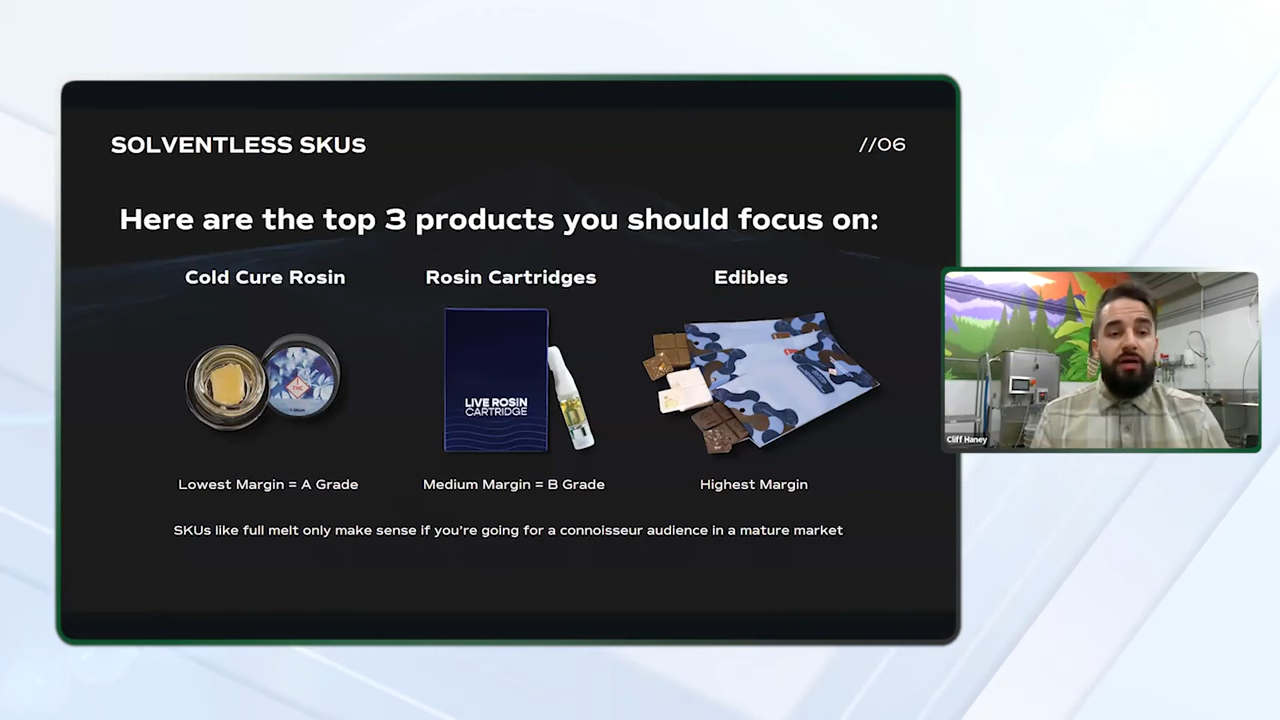 SOLVENTLESS SKUs
//06
Here are the top 3 products you should focus on:
Cold Cure Rosin
Rosin Cartridges
Edibles
THC
LIVE ROSIN
CARTRIDGE
Lowest Margin = A Grade
Medium Margin = B Grade
Highest Margin
SKUs like full melt only make sense if you're going for a connoisseur audience in a mature market
Cliff Haney